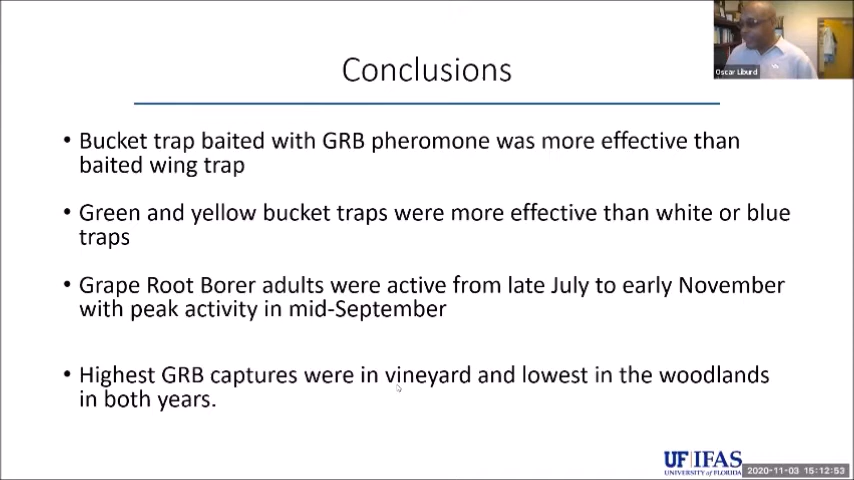 Oscar Liburd
Conclusions
• Bucket trap baited with GRB pheromone was more effective than
baited wing trap
• Green and yellow bucket traps were more effective than white or blue
traps
• Grape Root Borer adults were active from late July to early November
with peak activity in mid-September
• Highest GRB captures were in vineyard and lowest in the woodlands
in both years.
UF|IFAS
UNIVERSITY of FLORIDA
2020-11-03 15:12:53